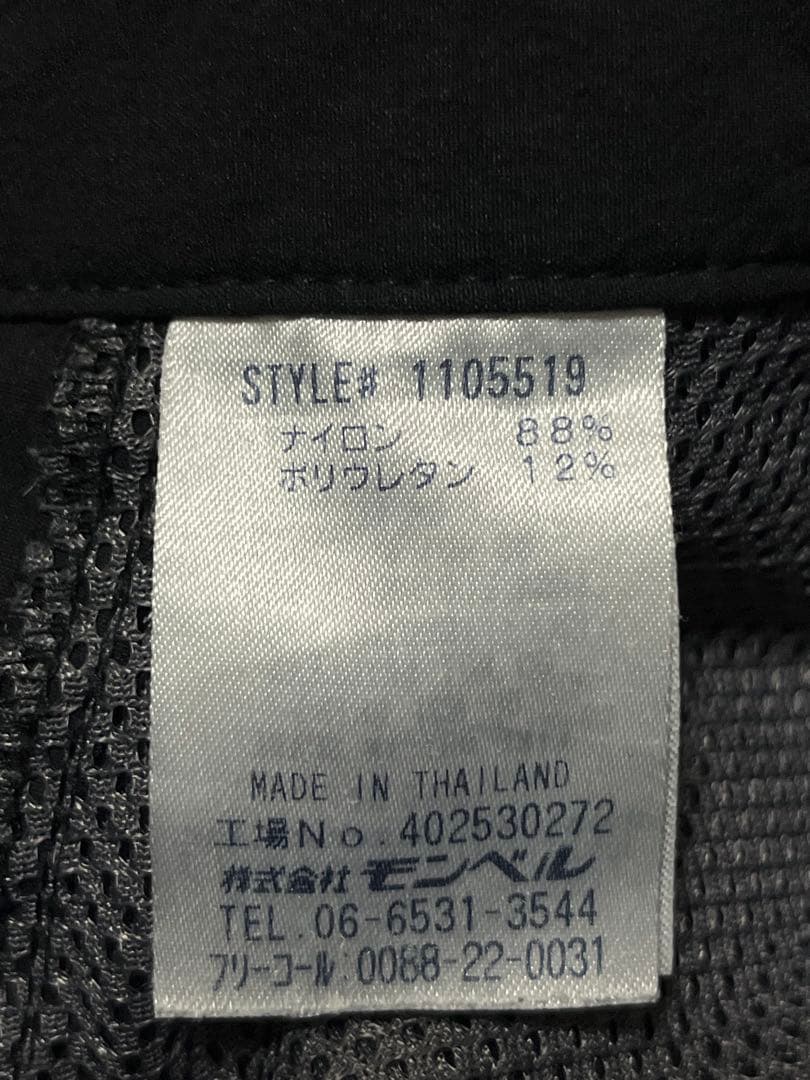 STYLE# 1105519
ナイロン 88%
ポリウレタン 12%
MADE IN THAILAND
工場No.402530272
株式会社モンベル
TEL.06-6531-3544
フリーコール:0088-22-0031